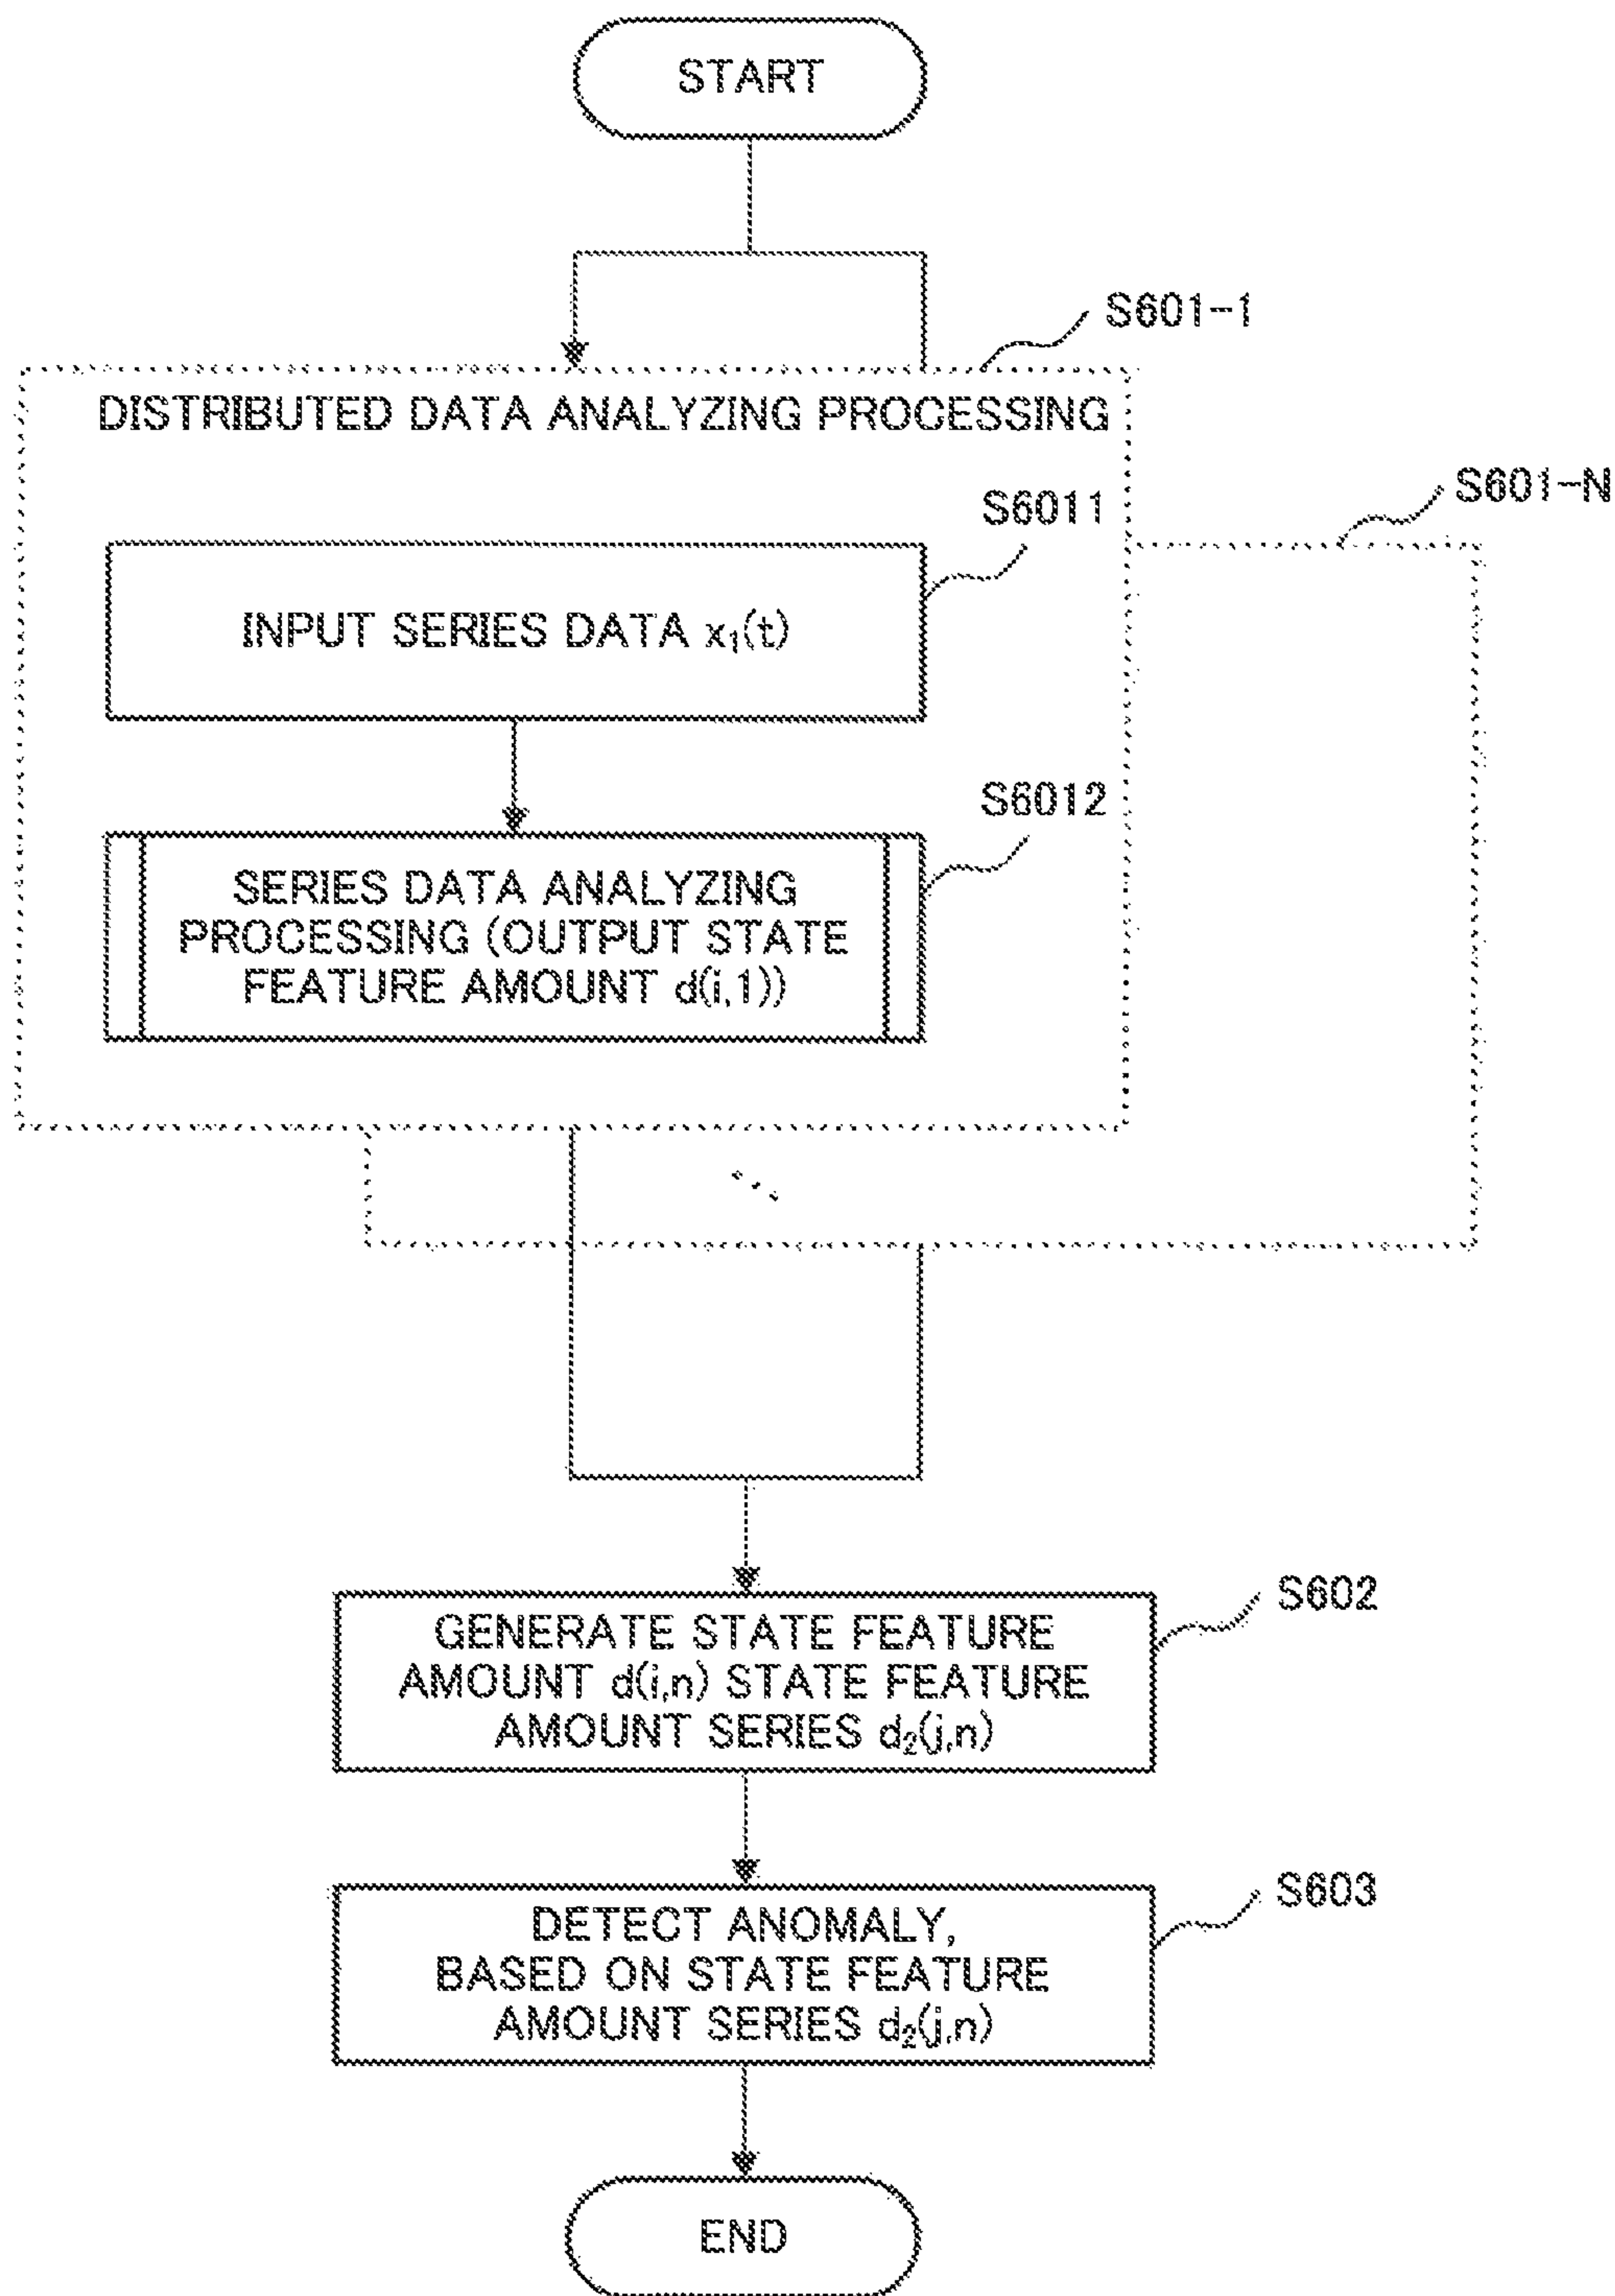 START
S601-1
DISTRIBUTED DATA ANALYZING PROCESSING
S601-N
S6011
INPUT SERIES DATA x₁(t)
S6012
SERIES DATA ANALYZING
PROCESSING (OUTPUT STATE
FEATURE AMOUNT d(i,1))
S602
GENERATE STATE FEATURE
AMOUNT d(i,n) STATE FEATURE
AMOUNT SERIES d₂(j,n)
S603
DETECT ANOMALY,
BASED ON STATE FEATURE
AMOUNT SERIES d₂(j,n)
END